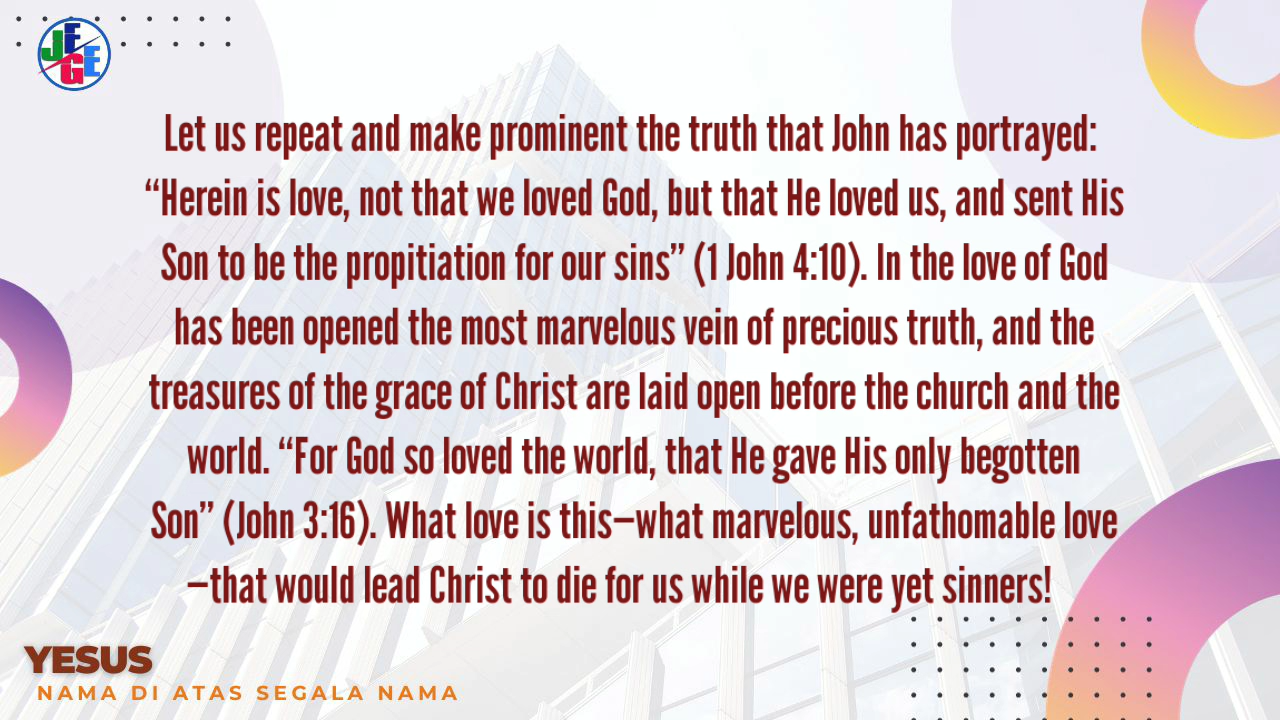 JEGE
Let us repeat and make prominent the truth that John has portrayed:
“Herein is love, not that we loved God, but that He loved us, and sent His
Son to be the propitiation for our sins” (1 John 4:10). In the love of God
has been opened the most marvelous vein of precious truth, and the
treasures of the grace of Christ are laid open before the church and the
world. “For God so loved the world, that He gave His only begotten
Son” (John 3:16). What love is this—what marvelous, unfathomable love
—that would lead Christ to die for us while we were yet sinners!
YESUS
NAMA DI ATAS SEGALA NAMA